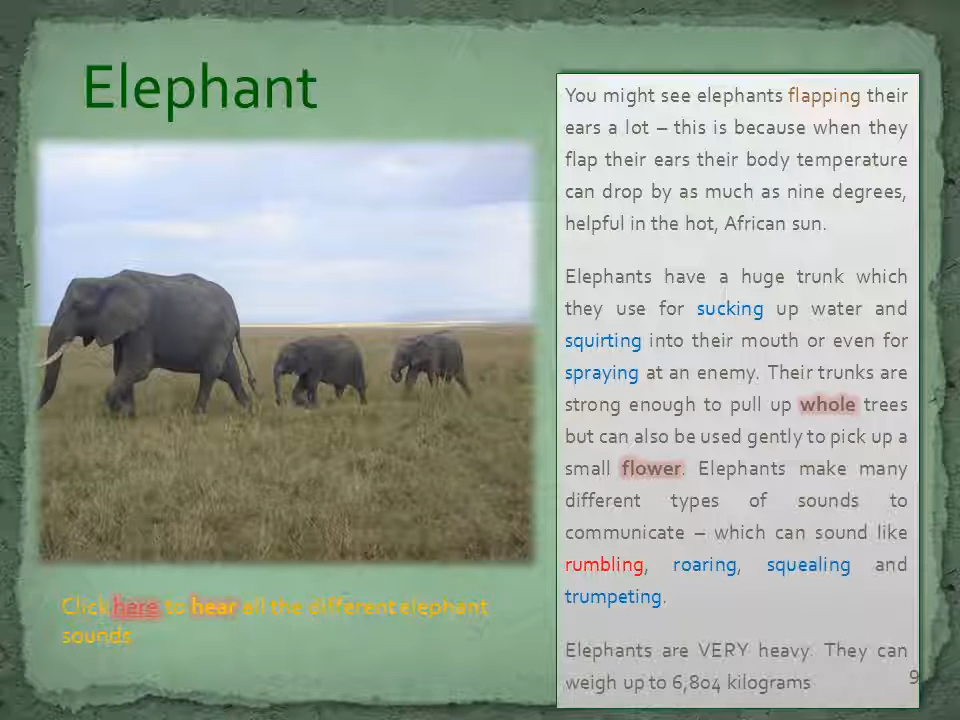 Elephant
You might see elephants flapping their
ears a lot – this is because when they
flap their ears their body temperature
can drop by as much as nine degrees,
helpful in the hot, African sun.
Elephants have a huge trunk which
they use for sucking up water and
squirting into their mouth or even for
spraying at an enemy. Their trunks are
strong enough to pull up whole trees
but can also be used gently to pick up a
small flower. Elephants make many
different types of sounds to
communicate – which can sound like
rumbling, roaring, squealing and
trumpeting.
Elephants are VERY heavy. They can
weigh up to 6,804 kilograms
Click here to hear all the different elephant
sounds
9